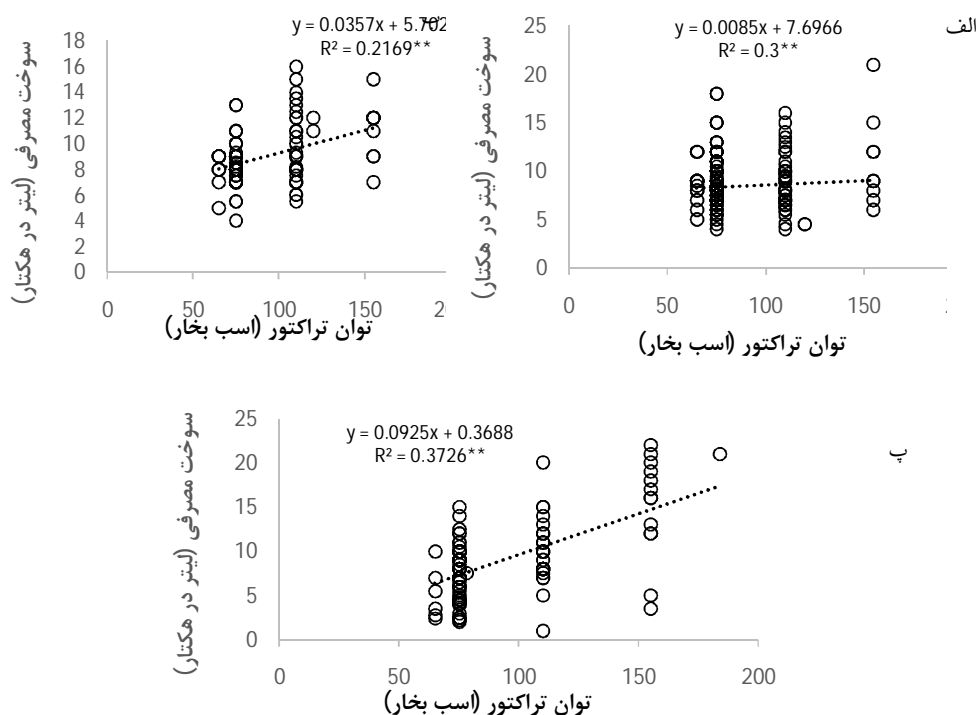 الف
y = 0.0085x + 7.6966
R² = 0.3**
سوخت مصرفی (لیتر در هکتار)
25
20
15
10
5
0
0 50 100 150
توان تراکتور (اسب بخار)
y = 0.0357x + 5.702
R² = 0.2169**
سوخت مصرفی (لیتر در هکتار)
18
16
14
12
10
8
6
4
2
0
0 50 100 150
توان تراکتور (اسب بخار)
پ
y = 0.0925x + 0.3688
R² = 0.3726**
سوخت مصرفی (لیتر در هکتار)
25
20
15
10
5
0
0 50 100 150 200
توان تراکتور (اسب بخار)